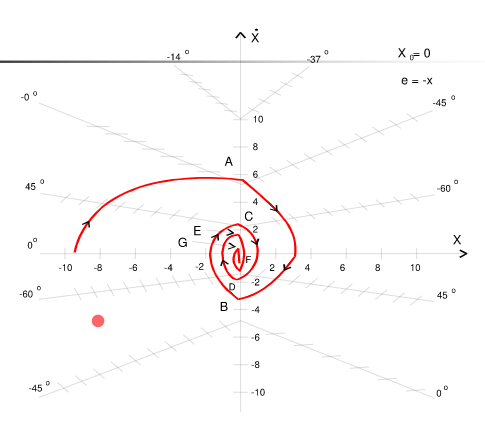 Ẋ
X 0= 0
e = -x
-14 o
-37 o
-45 o
-0 o
10
8
A
6
45 o
4
-60 o
C
2
E
G
X
0 o
-10
-8
-6
-4
-2
F
2
4
6
8
10
-2
D
-60 o
45 o
B
-4
-6
-8
-45 o
-10
0 o